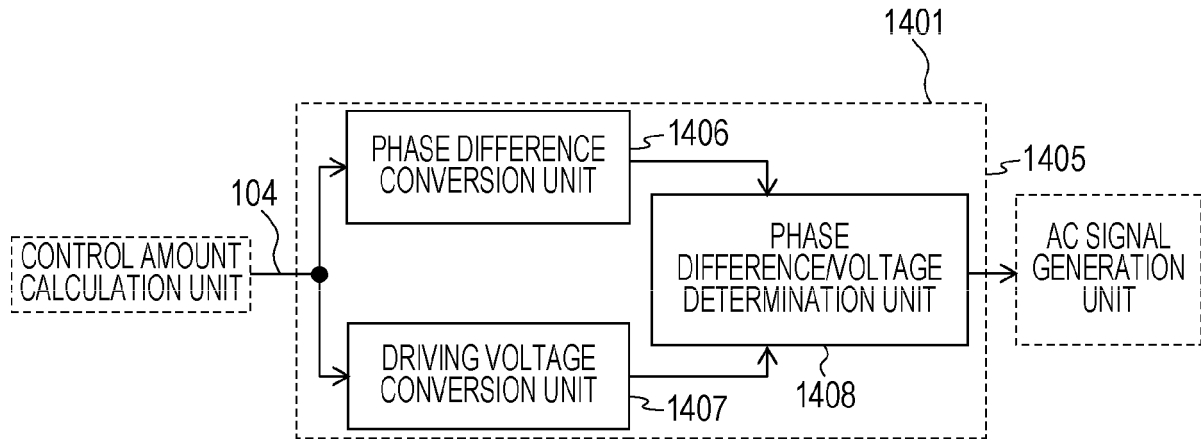 1401
PHASE DIFFERENCE
CONVERSION UNIT
1406
1405
104
CONTROL AMOUNT
CALCULATION UNIT
PHASE
DIFFERENCE/VOLTAGE
DETERMINATION UNIT
AC SIGNAL
GENERATION
UNIT
DRIVING VOLTAGE
CONVERSION UNIT
1407
1408